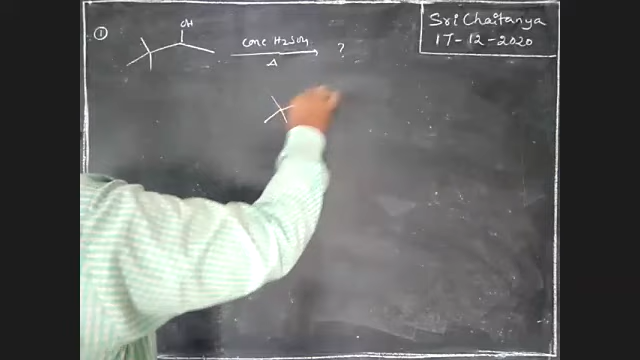 ① OH conc H₂SO₄ Sri Chaitanya
Δ ? 17-12-2020